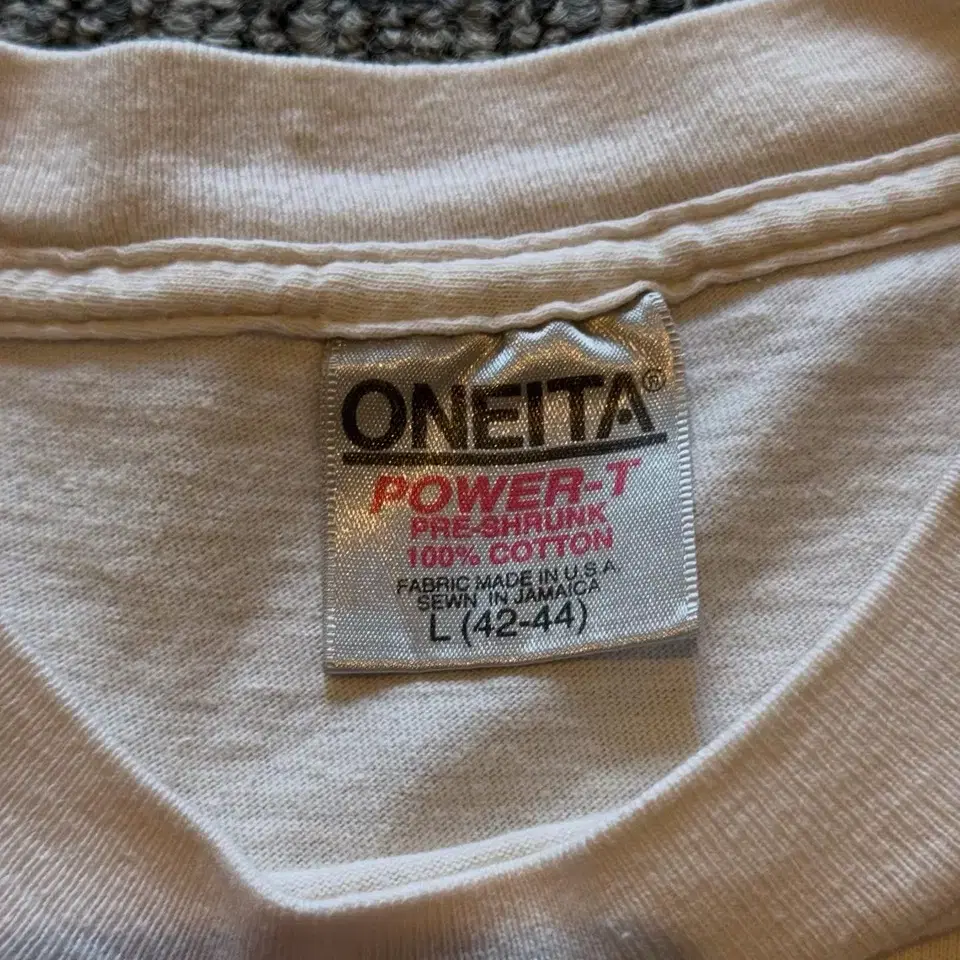 ONEITA®
POWER-T
PRE-SHRUNK
100% COTTON
FABRIC MADE IN U.S.A.
SEWN IN JAMAICA
L (42-44)